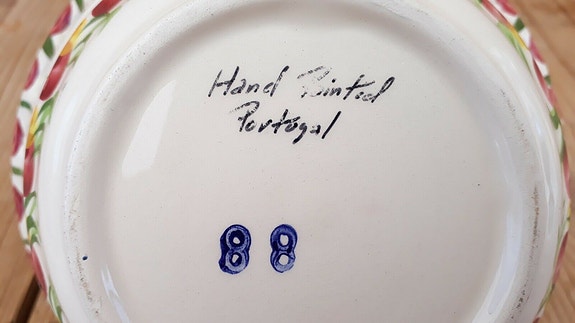 Hand Painted
Portugal
88